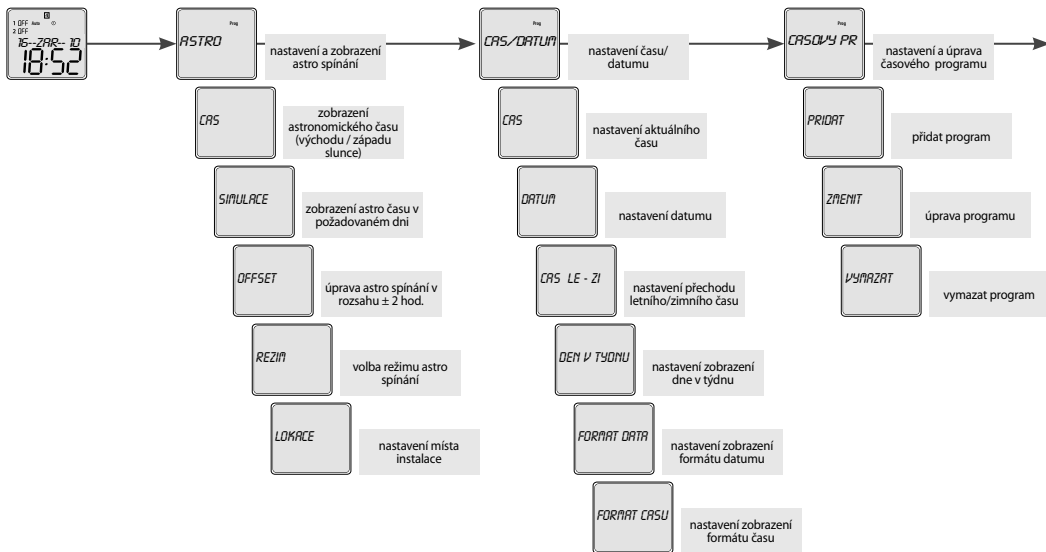 1 OFF Auto
2 OFF
16--ZAR-- 10
18:52
Prog
ASTRO
nastavení a zobrazení
astro spínání
CAS
zobrazení
astronomického času
(východu / západu
slunce)
SIMULACE
zobrazení astro času v
požadovaném dni
OFFSET
úprava astro spínání v
rozsahu ± 2 hod.
REZIM
volba režimu astro
spínání
LOKACE
nastavení místa
instalace
Prog
CAS/DATUM
nastavení času/
datumu
CAS
nastavení aktuálního
času
DATUM
nastavení datumu
CAS LE - ZI
nastavení přechodu
letního/zimního času
DEN V TYDNU
nastavení zobrazení
dne v týdnu
FORMAT DATA
nastavení zobrazení
formátu datumu
FORMAT CASU
nastavení zobrazení
formátu času
Prog
CASOVY PR
nastavení a úprava
časového programu
PRIDAT
přidat program
ZMENIT
úprava programu
VYMAZAT
vymazat program